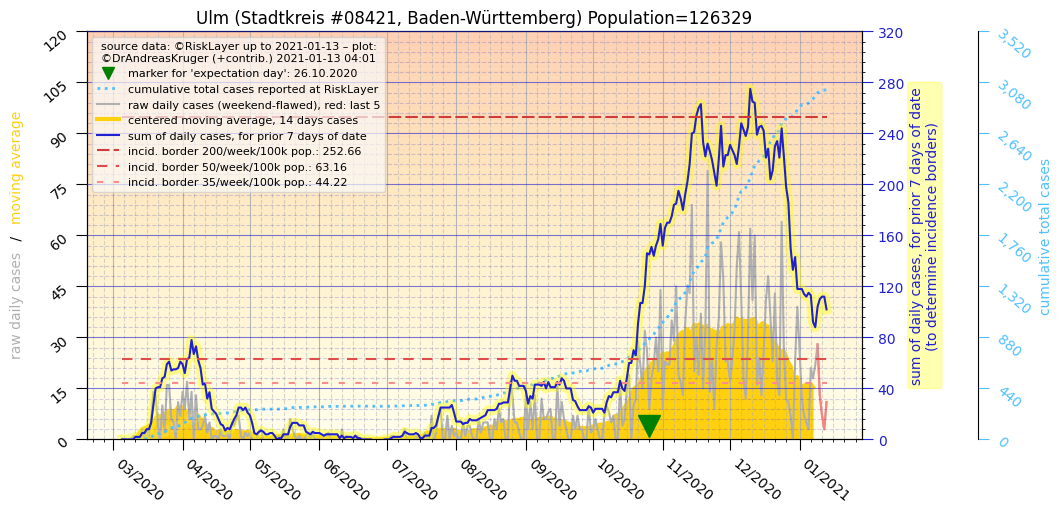 Ulm (Stadtkreis #08421, Baden-Württemberg) Population=126329
source data: ©RiskLayer up to 2021-01-13 – plot:
©DrAndreasKruger (+contrib.) 2021-01-13 04:01
marker for 'expectation day': 26.10.2020
cumulative total cases reported at RiskLayer
raw daily cases (weekend-flawed), red: last 5
centered moving average, 14 days cases
sum of daily cases, for prior 7 days of date
incid. border 200/week/100k pop.: 252.66
incid. border 50/week/100k pop.: 63.16
incid. border 35/week/100k pop.: 44.22
raw daily cases / moving average
120
105
90
75
60
45
30
15
0
03/2020
04/2020
05/2020
06/2020
07/2020
08/2020
09/2020
10/2020
11/2020
12/2020
01/2021
320
280
240
200
160
120
80
40
0
sum of daily cases, for prior 7 days of date
(to determine incidence borders)
3,520
3,080
2,640
2,200
1,760
1,320
880
440
0
cumulative total cases